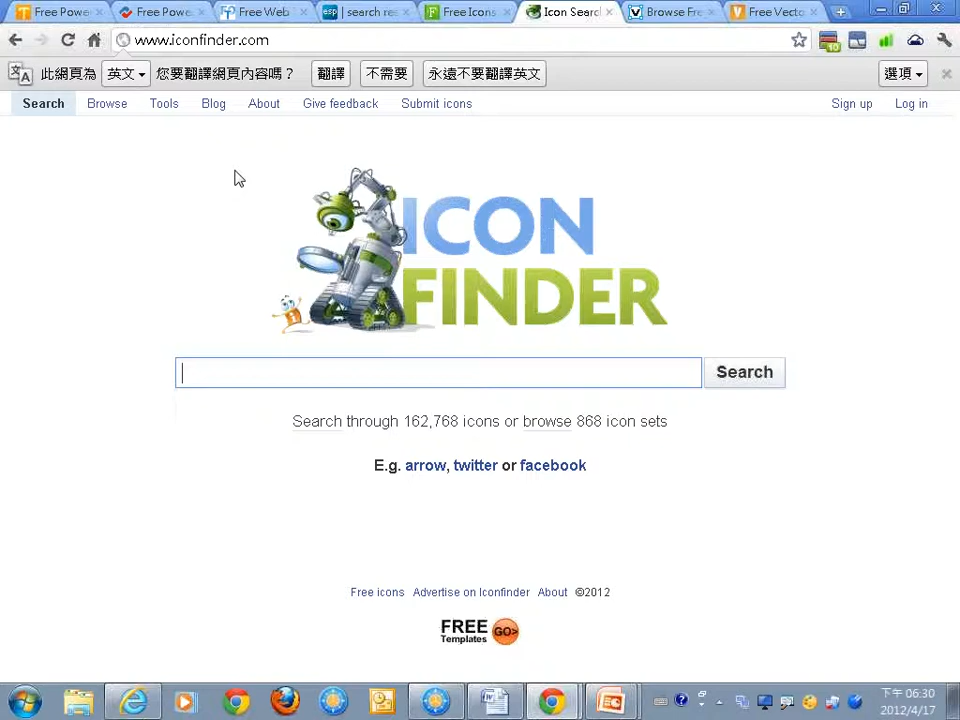 Free Powe
Free Powe
Free Web
esp | search res
Free Icons
Icon Searc
Browse Fre
Free Vecto
www.iconfinder.com
10
此網頁為 英文 您要翻譯網頁內容嗎？ 翻譯 不需要 永遠不要翻譯英文 選項
Search Browse Tools Blog About Give feedback Submit icons Sign up Log in
ICON
FINDER
Search
Search through 162,768 icons or browse 868 icon sets
E.g. arrow, twitter or facebook
Free icons Advertise on Iconfinder About ©2012
FREE
Templates
GO>
下午 06:30
2012/4/17